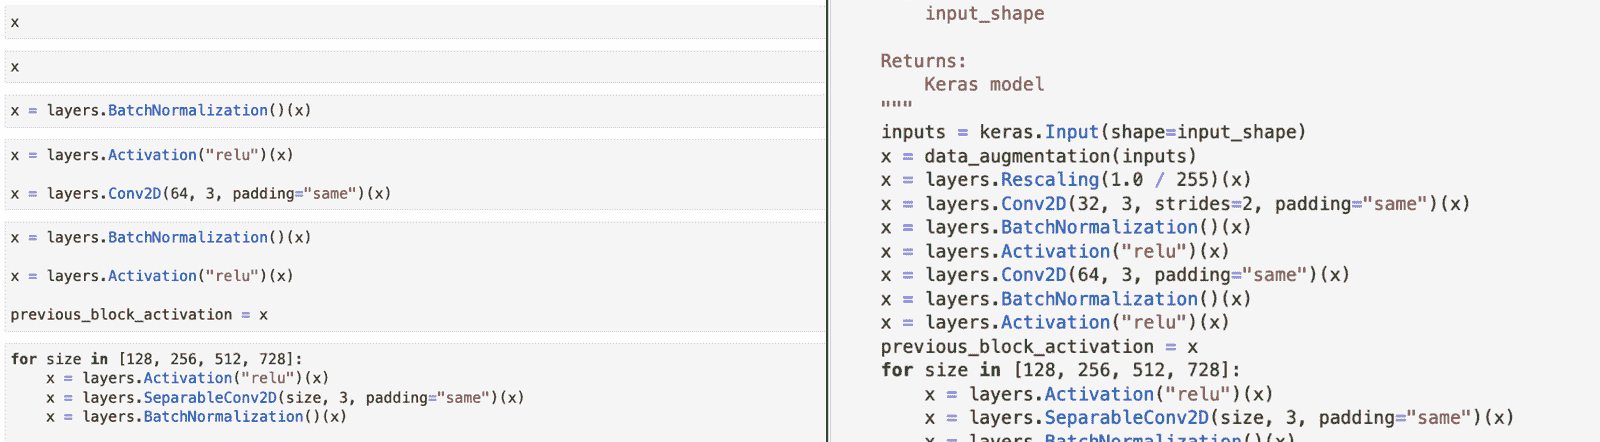 x
x
x = layers.BatchNormalization()(x)
x = layers.Activation("relu")(x)
x = layers.Conv2D(64, 3, padding="same")(x)
x = layers.BatchNormalization()(x)
x = layers.Activation("relu")(x)
previous_block_activation = x
for size in [128, 256, 512, 728]:
    x = layers.Activation("relu")(x)
    x = layers.SeparableConv2D(size, 3, padding="same")(x)
    x = layers.BatchNormalization()(x)
    input_shape
Returns:
    Keras model
"""
inputs = keras.Input(shape=input_shape)
x = data_augmentation(inputs)
x = layers.Rescaling(1.0 / 255)(x)
x = layers.Conv2D(32, 3, strides=2, padding="same")(x)
x = layers.BatchNormalization()(x)
x = layers.Activation("relu")(x)
x = layers.Conv2D(64, 3, padding="same")(x)
x = layers.BatchNormalization()(x)
x = layers.Activation("relu")(x)
previous_block_activation = x
for size in [128, 256, 512, 728]:
    x = layers.Activation("relu")(x)
    x = layers.SeparableConv2D(size, 3, padding="same")(x)
    x = layers.BatchNormalization()(x)